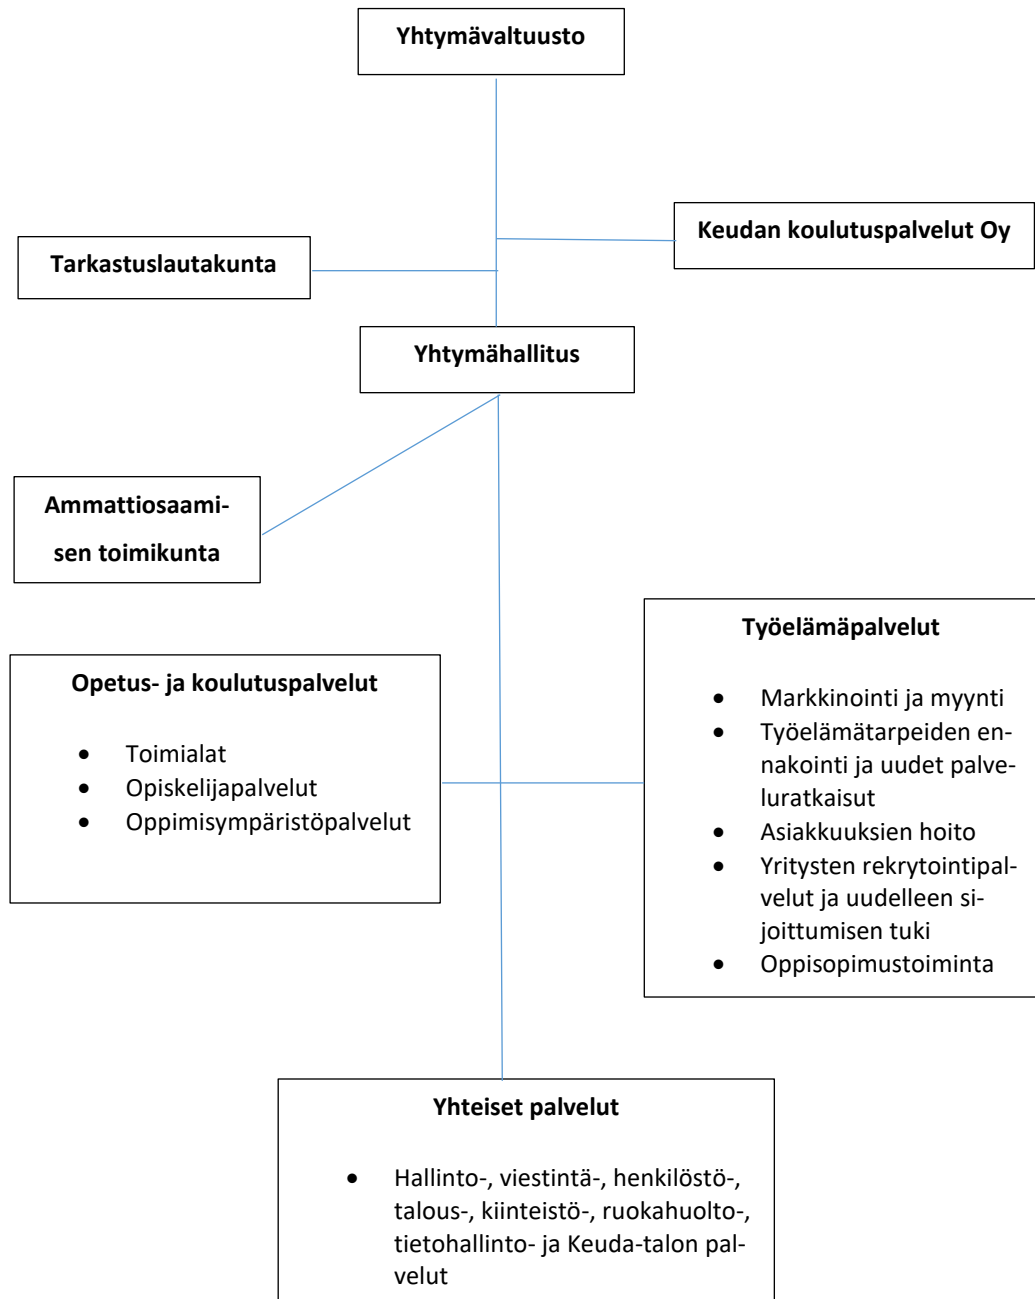 Yhtymävaltuusto
Keudan koulutuspalvelut Oy
Tarkastuslautakunta
Yhtymähallitus
Ammattiosaami-
sen toimikunta
Opetus- ja koulutuspalvelut
• Toimialat
• Opiskelijapalvelut
• Oppimisympäristöpalvelut
Työelämäpalvelut
• Markkinointi ja myynti
• Työelämätarpeiden en-
nakointi ja uudet palve-
luratkaisut
• Asiakkuuksien hoito
• Yritysten rekrytointipal-
velut ja uudelleen si-
joittumisen tuki
• Oppisopimustoiminta
Yhteiset palvelut
• Hallinto-, viestintä-, henkilöstö-,
talous-, kiinteistö-, ruokahuolto-,
tietohallinto- ja Keuda-talon pal-
velut